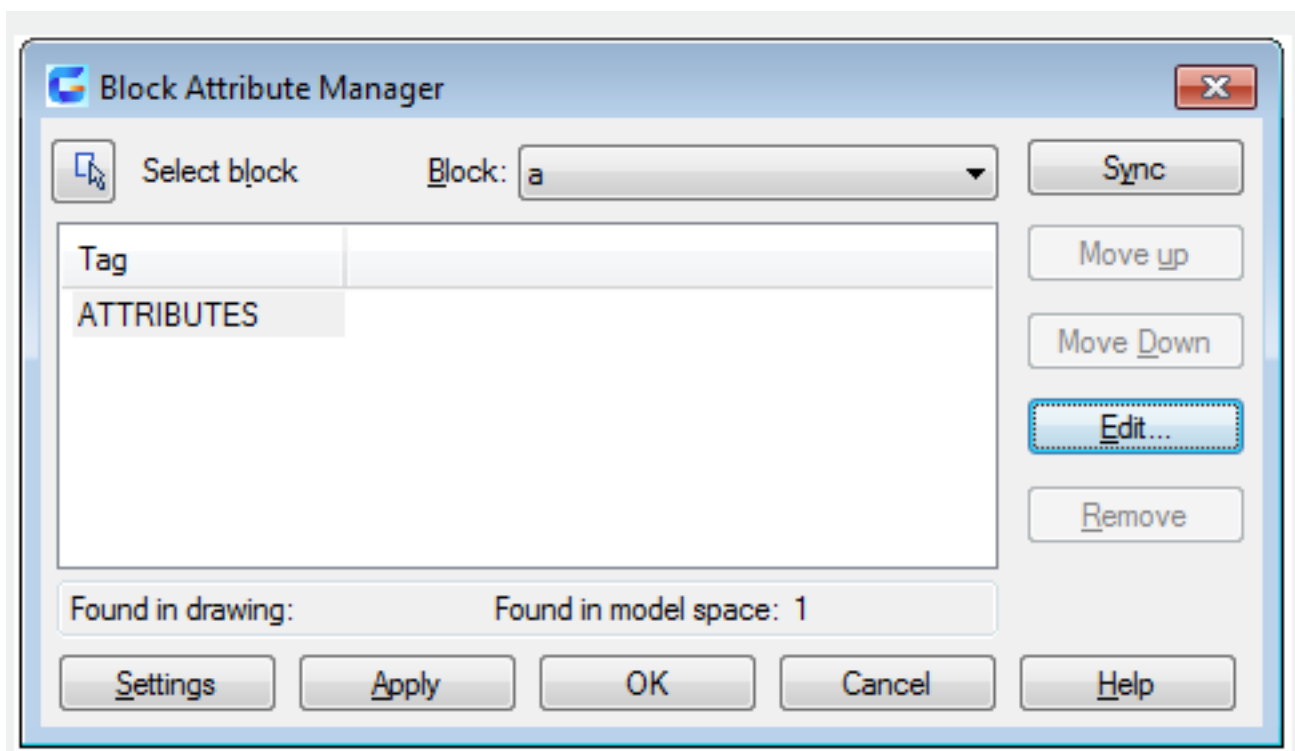 Block Attribute Manager
Select block Block: a Sync
Tag Move up
ATTRIBUTES
Move Down
Edit...
Remove
Found in drawing: Found in model space: 1
Settings Apply OK Cancel Help